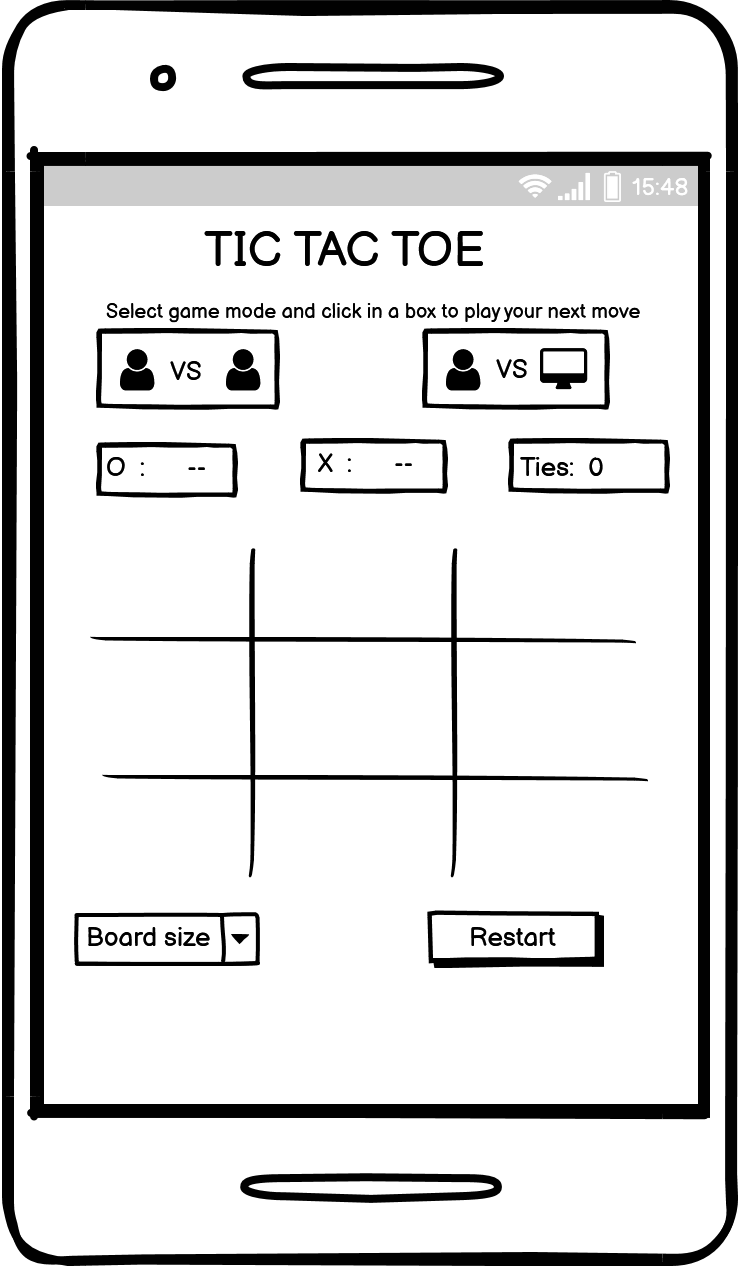 15:48
TIC TAC TOE
Select game mode and click in a box to play your next move
VS VS
O : -- X : -- Ties: 0
Board size Restart